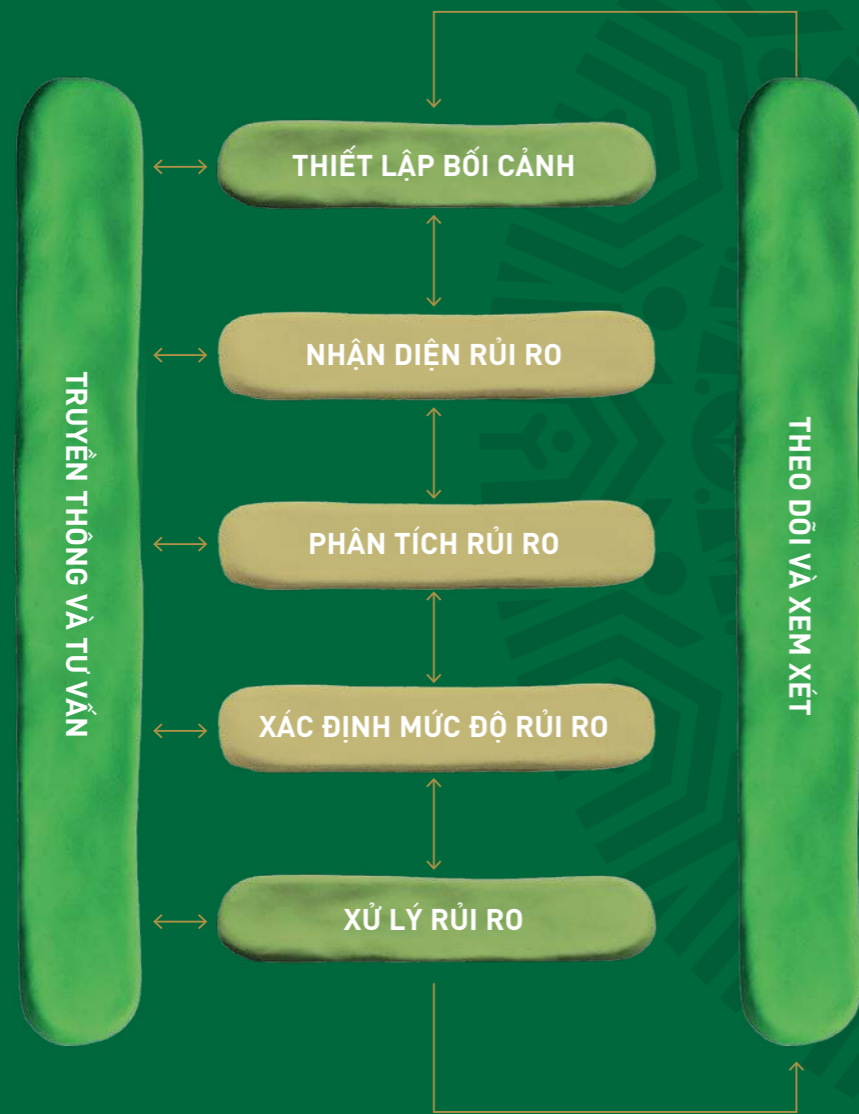 THIẾT LẬP BỐI CẢNH
NHẬN DIỆN RỦI RO
PHÂN TÍCH RỦI RO
XÁC ĐỊNH MỨC ĐỘ RỦI RO
XỬ LÝ RỦI RO
TRUYỀN THÔNG VÀ TƯ VẤN
THEO DÕI VÀ XEM XÉT